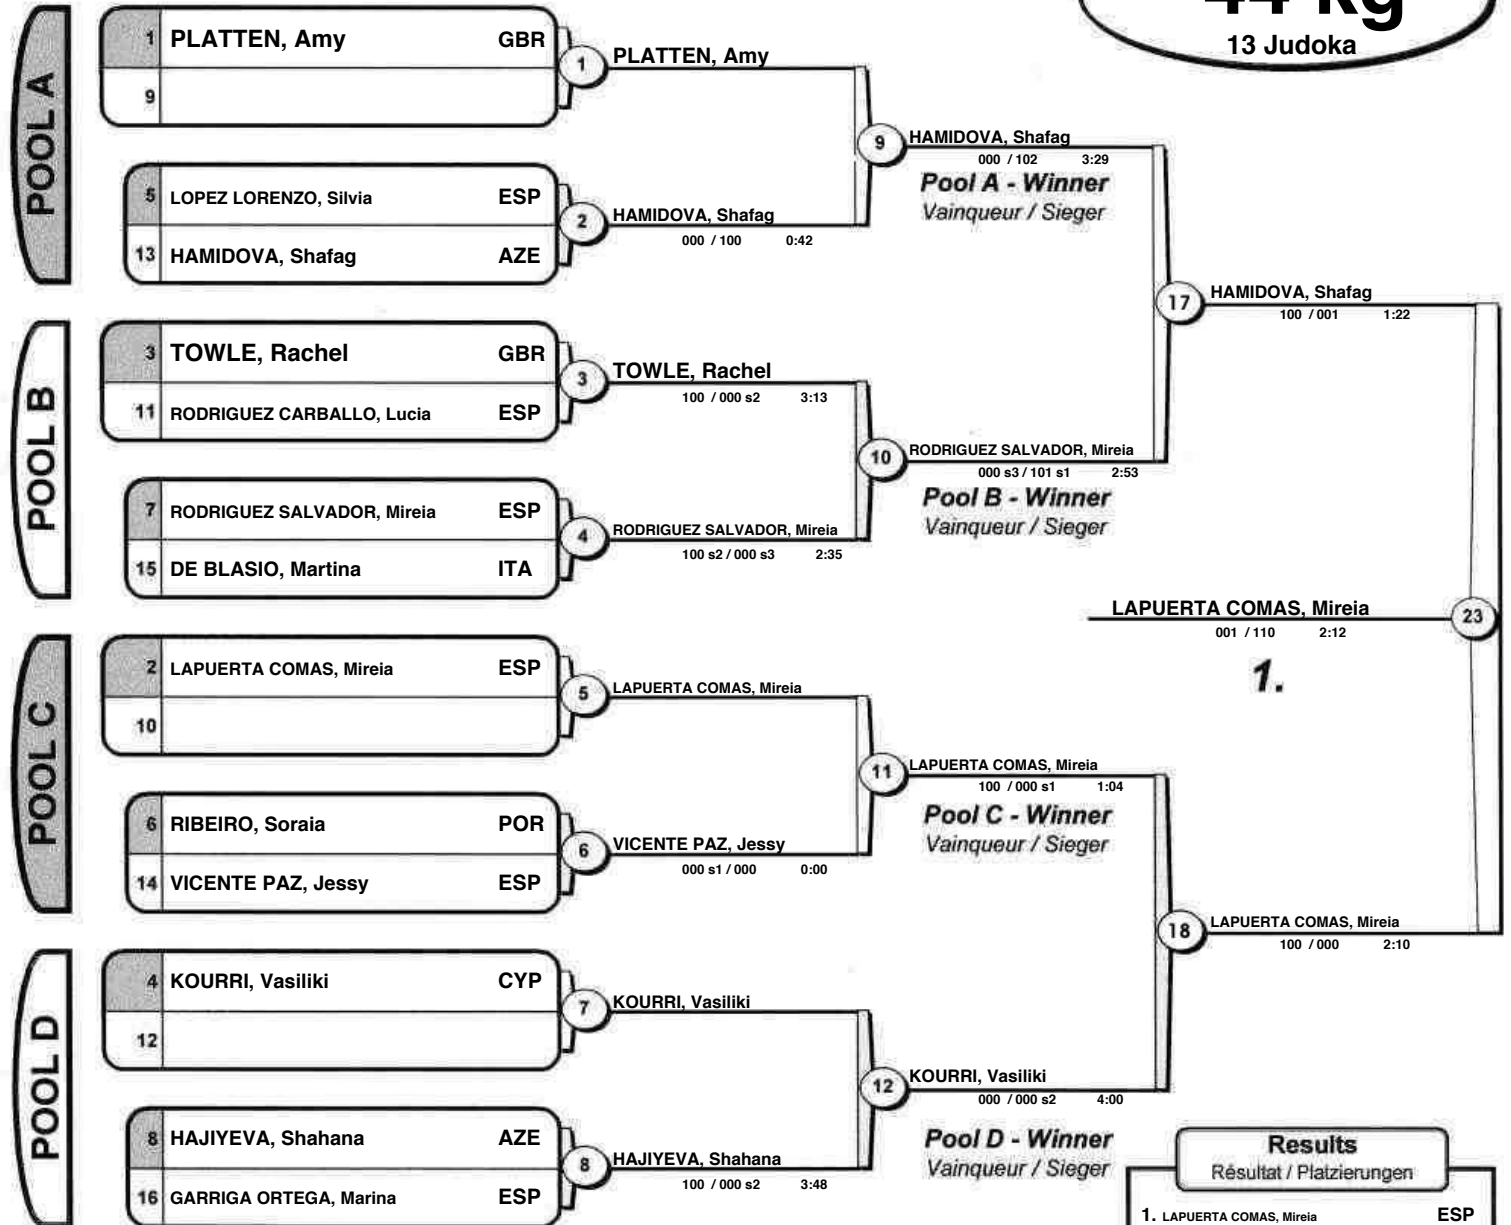 44 kg
13 Judoka
POOL A
1 PLATTEN, Amy GBR
9
1 PLATTEN, Amy
5 LOPEZ LORENZO, Silvia ESP
13 HAMIDOVA, Shafag AZE
2 HAMIDOVA, Shafag
000 / 100 0:42
9 HAMIDOVA, Shafag
000 / 102 3:29
Pool A - Winner
Vainqueur / Sieger
POOL B
3 TOWLE, Rachel GBR
11 RODRIGUEZ CARBALLO, Lucia ESP
3 TOWLE, Rachel
100 / 000 s2 3:13
7 RODRIGUEZ SALVADOR, Mireia ESP
15 DE BLASIO, Martina ITA
4 RODRIGUEZ SALVADOR, Mireia
100 s2 / 000 s3 2:35
10 RODRIGUEZ SALVADOR, Mireia
000 s3 / 101 s1 2:53
Pool B - Winner
Vainqueur / Sieger
17 HAMIDOVA, Shafag
100 / 001 1:22
LAPUERTA COMAS, Mireia 23
001 / 110 2:12
1.
POOL C
2 LAPUERTA COMAS, Mireia ESP
10
5 LAPUERTA COMAS, Mireia
6 RIBEIRO, Soraia POR
14 VICENTE PAZ, Jessy ESP
6 VICENTE PAZ, Jessy
000 s1 / 000 0:00
11 LAPUERTA COMAS, Mireia
100 / 000 s1 1:04
Pool C - Winner
Vainqueur / Sieger
18 LAPUERTA COMAS, Mireia
100 / 000 2:10
POOL D
4 KOURRI, Vasiliki CYP
12
7 KOURRI, Vasiliki
8 HAJIYEVA, Shahana AZE
16 GARRIGA ORTEGA, Marina ESP
8 HAJIYEVA, Shahana
100 / 000 s2 3:48
12 KOURRI, Vasiliki
000 / 000 s2 4:00
Pool D - Winner
Vainqueur / Sieger
Results
Résultat / Platzierungen
1. LAPUERTA COMAS, Mireia ESP